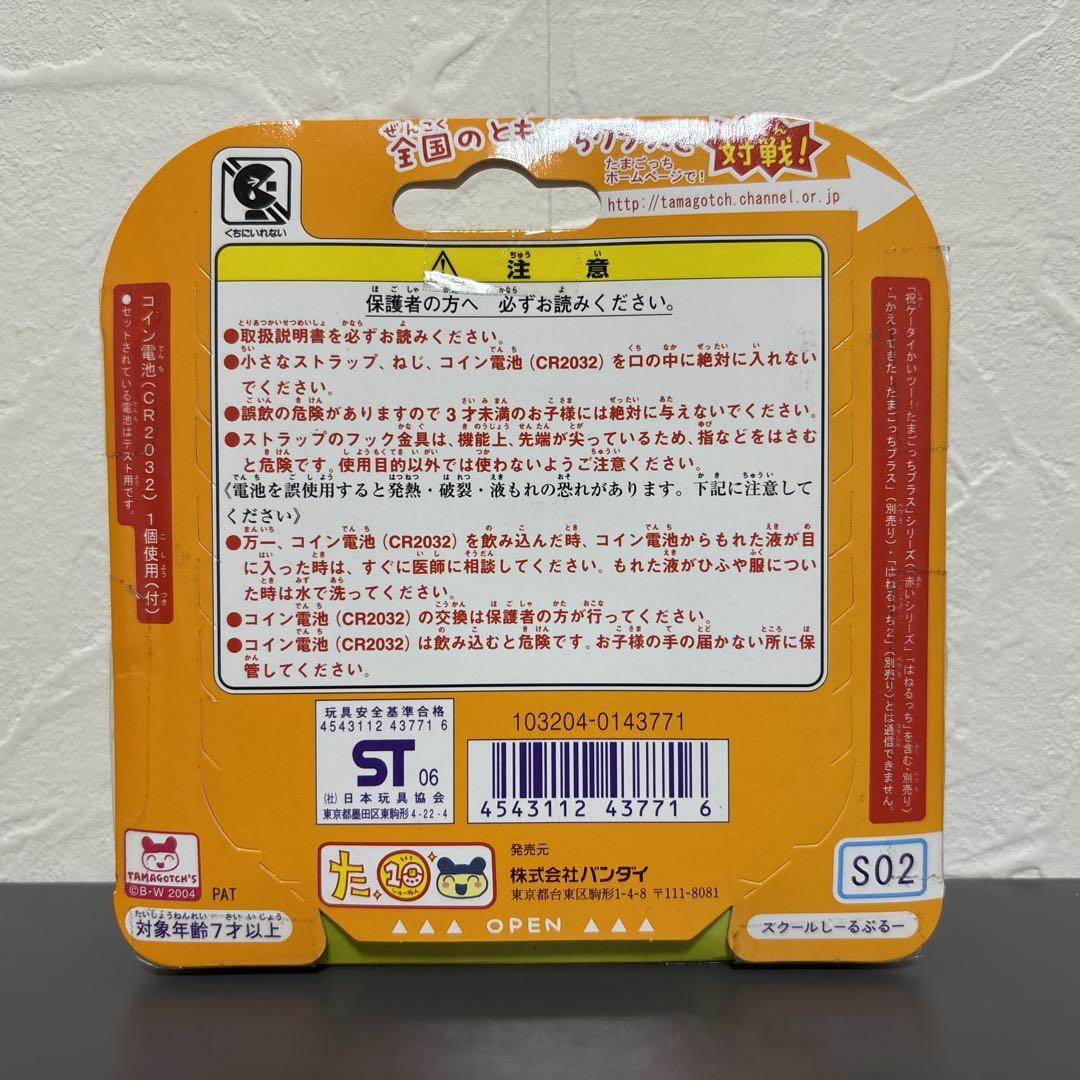 全国のとも
対戦!
たまごっち
ホームページで!
http://tamagotch.channel.or.jp
くちにいれない
注意
保護者の方へ 必ずお読みください。
●取扱説明書を必ずお読みください。
●小さなストラップ、ねじ、コイン電池(CR2032)を口の中に絶対に入れない
でください。
●誤飲の危険がありますので3才未満のお子様には絶対に与えないでください。
●ストラップのフック金具は、機能上、先端が尖っているため、指などをはさむ
と危険です。使用目的以外では使わないようご注意ください。
《電池を誤使用すると発熱・破裂・液もれの恐れがあります。下記に注意して
ください》
●万一、コイン電池(CR2032)を飲み込んだ時、コイン電池からもれた液が目
に入った時は、すぐに医師に相談してください。もれた液がひふや服についい
た時は水で洗ってください。
●コイン電池(CR2032)の交換は保護者の方が行ってください。
●コイン電池(CR2032)は飲み込むと危険です。お子様の手の届かない所に保
管してください。
コイン電池(CR2032)1個使用(付)
●セットされている電池はテスト用です。
「祝ケータイかいツー!たまごっちプラス」シリーズ(「赤いシリーズ」「はねるっち」を含む・別売り)
・「かえってきた!たまごっちプラス」(別売り)・「はねるっち2」(別売り)とは通信できません。
玩具安全基準合格
4543112 43771 6
ST 06
(社)日本玩具協会
東京都墨田区東駒形4-22-4
103204-0143771
4543112 437716
TAMAGOTCH'S
©B・W 2004
PAT
た
10
しゅーねん
発売元
株式会社バンダイ
東京都台東区駒形1-4-8 〒111-8081
S02
対象年齢7才以上
▲▲▲ OPEN ▲▲▲
スクールしーるぶるー